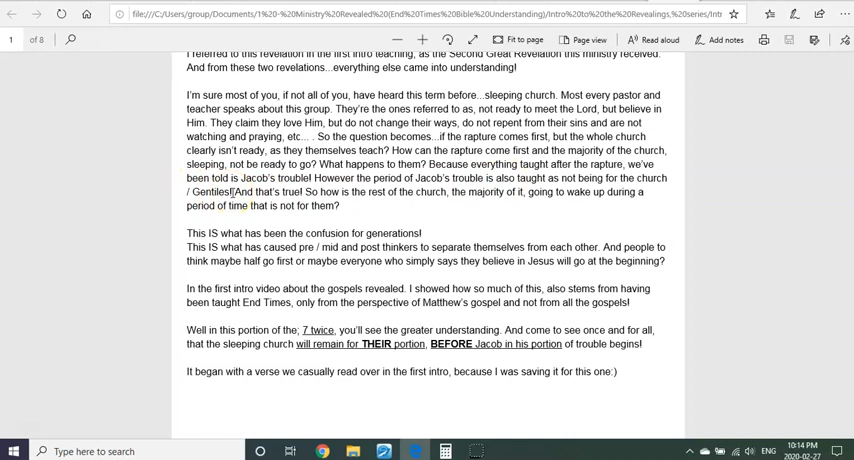 file:///C:/Users/group/Documents/1%20-%20Ministry%20Revealed%20(End%20Times%20Bible%20Understanding)/Intro%20to%20the%20Revealings,%20series/Intr
1 of 8
Fit to page
Page view
Read aloud
Add notes
I referred to this revelation in the first intro teaching, as the Second Great Revelation this ministry received.
And from these two revelations...everything else came into understanding!
I'm sure most of you, if not all of you, have heard this term before...sleeping church. Most every pastor and
teacher speaks about this group. They're the ones referred to as, not ready to meet the Lord, but believe in
Him. They claim they love Him, but do not change their ways, do not repent from their sins and are not
watching and praying, etc... . So the question becomes...if the rapture comes first, but the whole church
clearly isn't ready, as they themselves teach? How can the rapture come first and the majority of the church,
sleeping, not be ready to go? What happens to them? Because everything taught after the rapture, we've
been told is Jacob's trouble! However the period of Jacob's trouble is also taught as not being for the church
/ Gentiles! And that's true! So how is the rest of the church, the majority of it, going to wake up during a
period of time that is not for them?
This IS what has been the confusion for generations!
This IS what has caused pre / mid and post thinkers to separate themselves from each other. And people to
think maybe half go first or maybe everyone who simply says they believe in Jesus will go at the beginning?
In the first intro video about the gospels revealed. I showed how so much of this, also stems from having
been taught End Times, only from the perspective of Matthew's gospel and not from all the gospels!
Well in this portion of the; 7 twice, you'll see the greater understanding. And come to see once and for all,
that the sleeping church will remain for THEIR portion, BEFORE Jacob in his portion of trouble begins!
It began with a verse we casually read over in the first intro, because I was saving it for this one:)
Type here to search
ENG
10:14 PM
2020-02-27